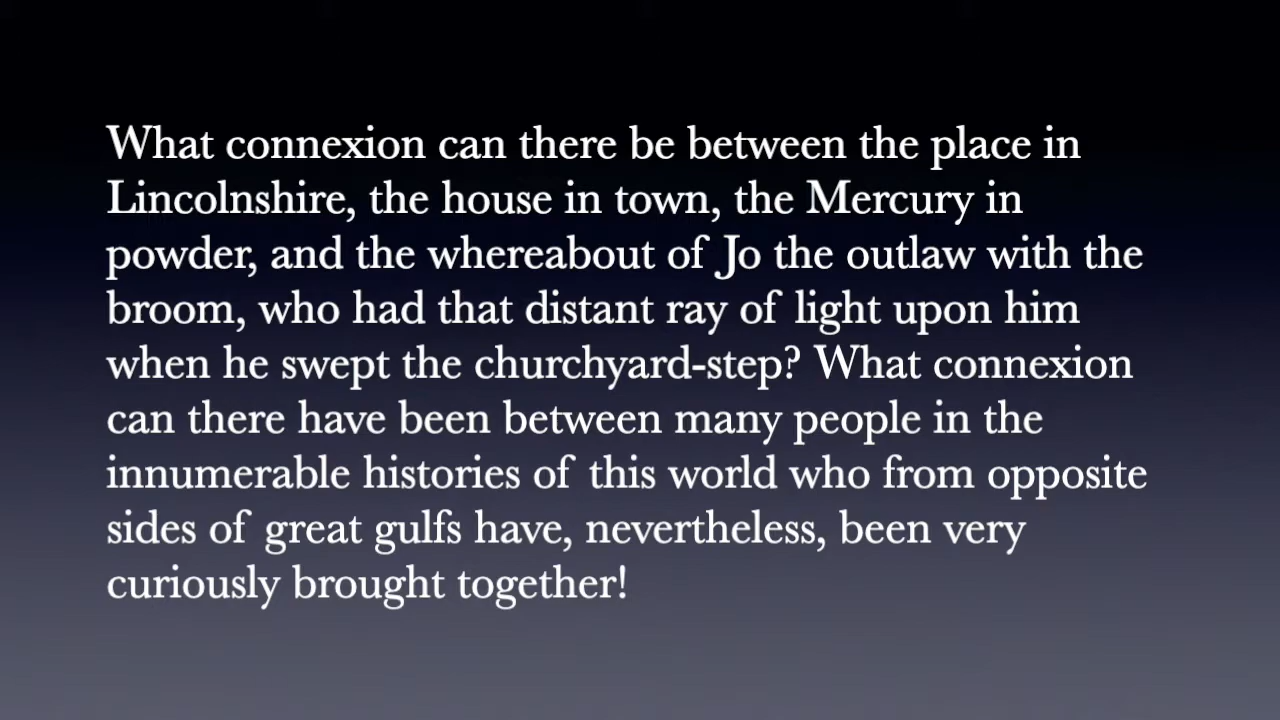 What connexion can there be between the place in
Lincolnshire, the house in town, the Mercury in
powder, and the whereabout of Jo the outlaw with the
broom, who had that distant ray of light upon him
when he swept the churchyard-step? What connexion
can there have been between many people in the
innumerable histories of this world who from opposite
sides of great gulfs have, nevertheless, been very
curiously brought together!